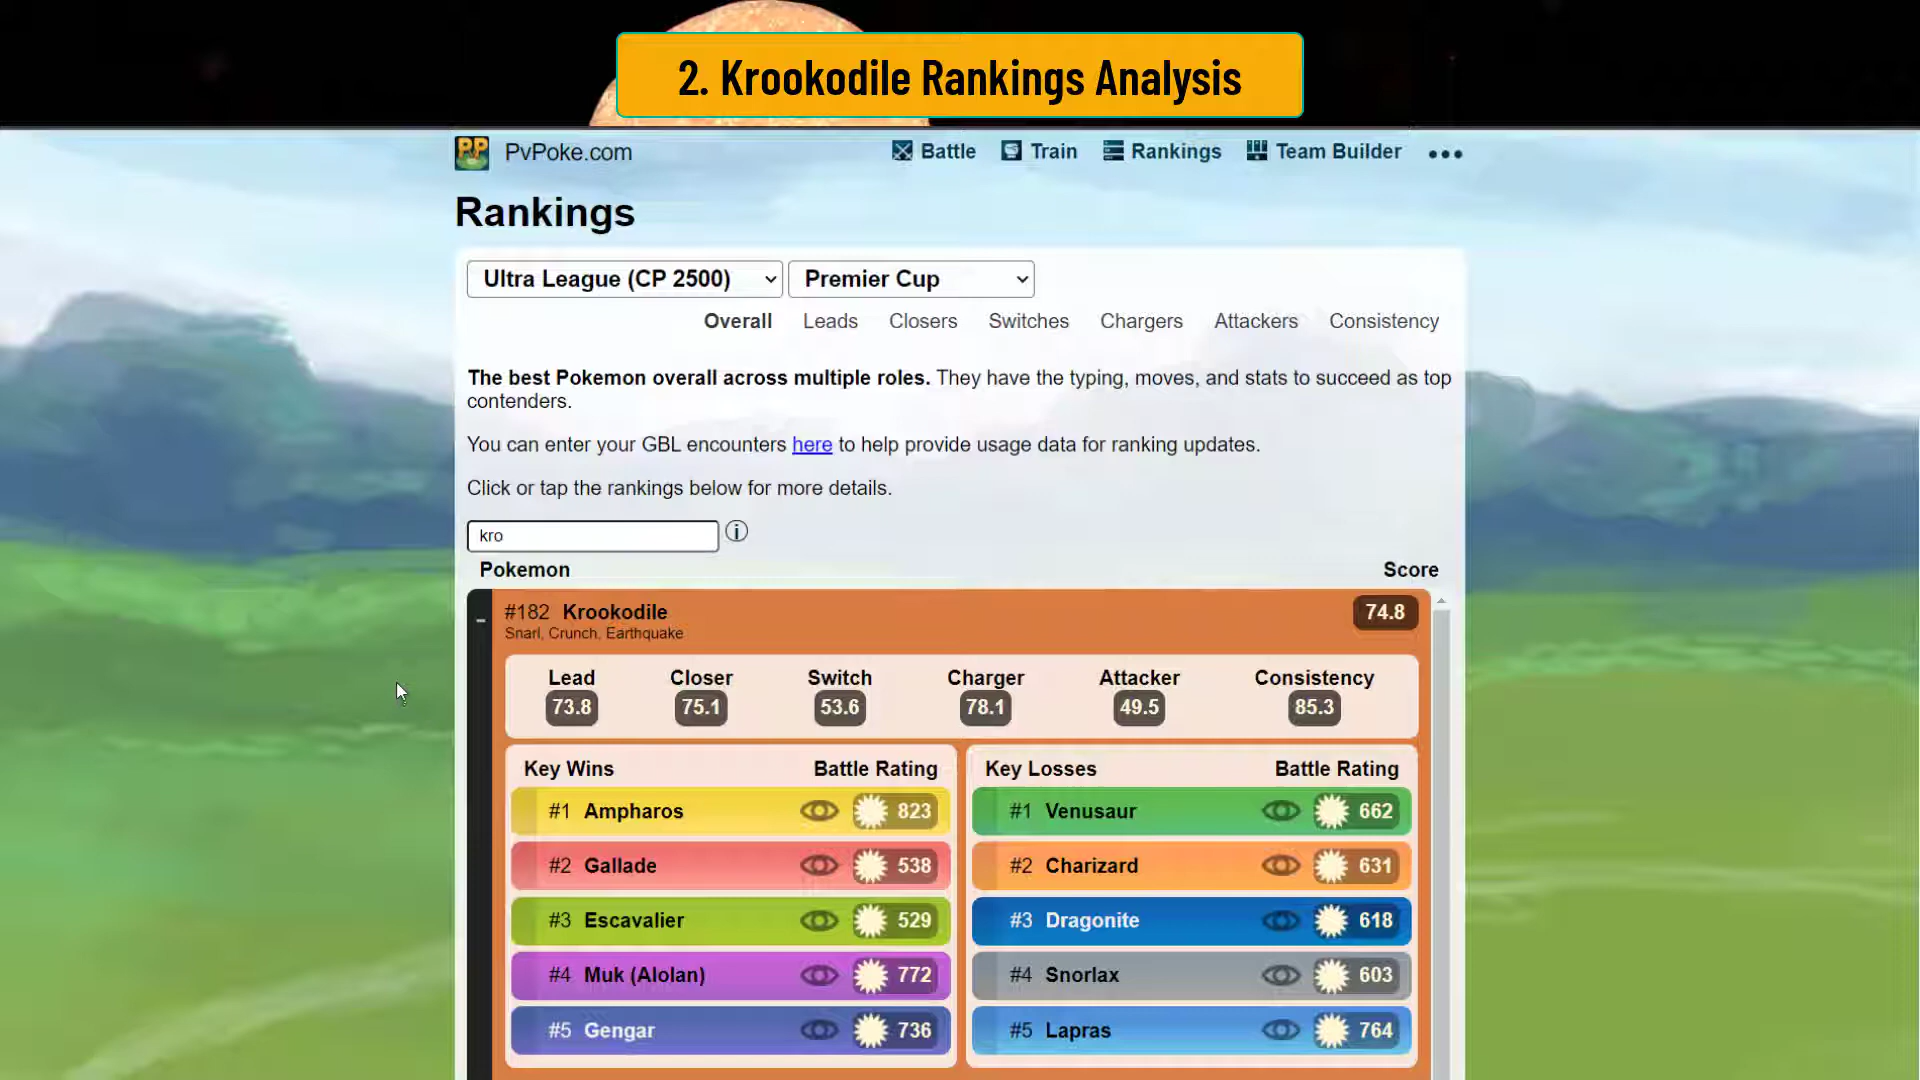 2. Krookodile Rankings Analysis
PP PvPoke.com Battle Train Rankings Team Builder
Rankings
Ultra League (CP 2500) Premier Cup
Overall Leads Closers Switches Chargers Attackers Consistency
The best Pokemon overall across multiple roles. They have the typing, moves, and stats to succeed as top
contenders.
You can enter your GBL encounters here to help provide usage data for ranking updates.
Click or tap the rankings below for more details.
kro
Pokemon Score
#182 Krookodile 74.8
Snarl, Crunch, Earthquake
Lead Closer Switch Charger Attacker Consistency
73.8 75.1 53.6 78.1 49.5 85.3
Key Wins Battle Rating Key Losses Battle Rating
#1 Ampharos 823 #1 Venusaur 662
#2 Gallade 538 #2 Charizard 631
#3 Escavalier 529 #3 Dragonite 618
#4 Muk (Alolan) 772 #4 Snorlax 603
#5 Gengar 736 #5 Lapras 764